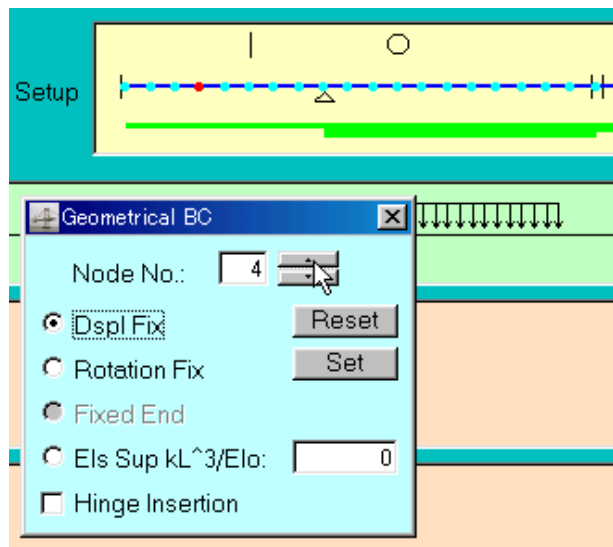 Setup
Geometrical BC
Node No.: 4
Dspl Fix Reset
Rotation Fix Set
Fixed End
Els Sup kL^3/EIo: 0
Hinge Insertion